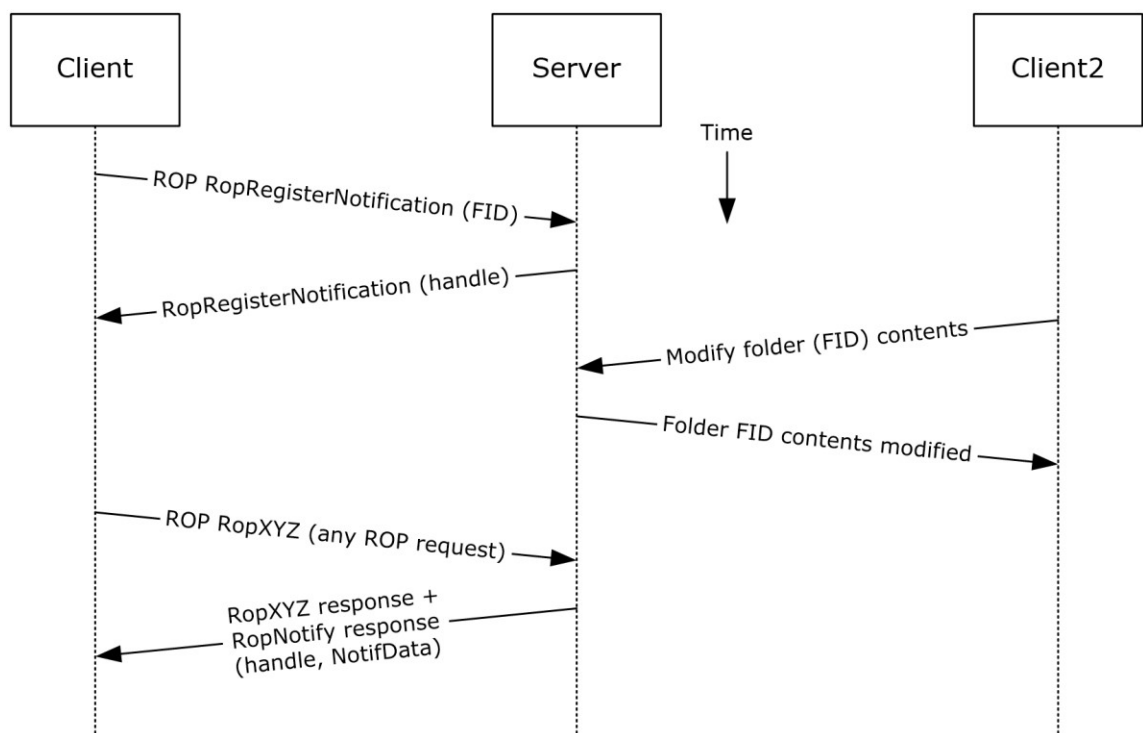 Client
Server
Client2
Time
ROP RopRegisterNotification (FID)
RopRegisterNotification (handle)
Modify folder (FID) contents
Folder FID contents modified
ROP RopXYZ (any ROP request)
RopXYZ response +
RopNotify response
(handle, NotifData)